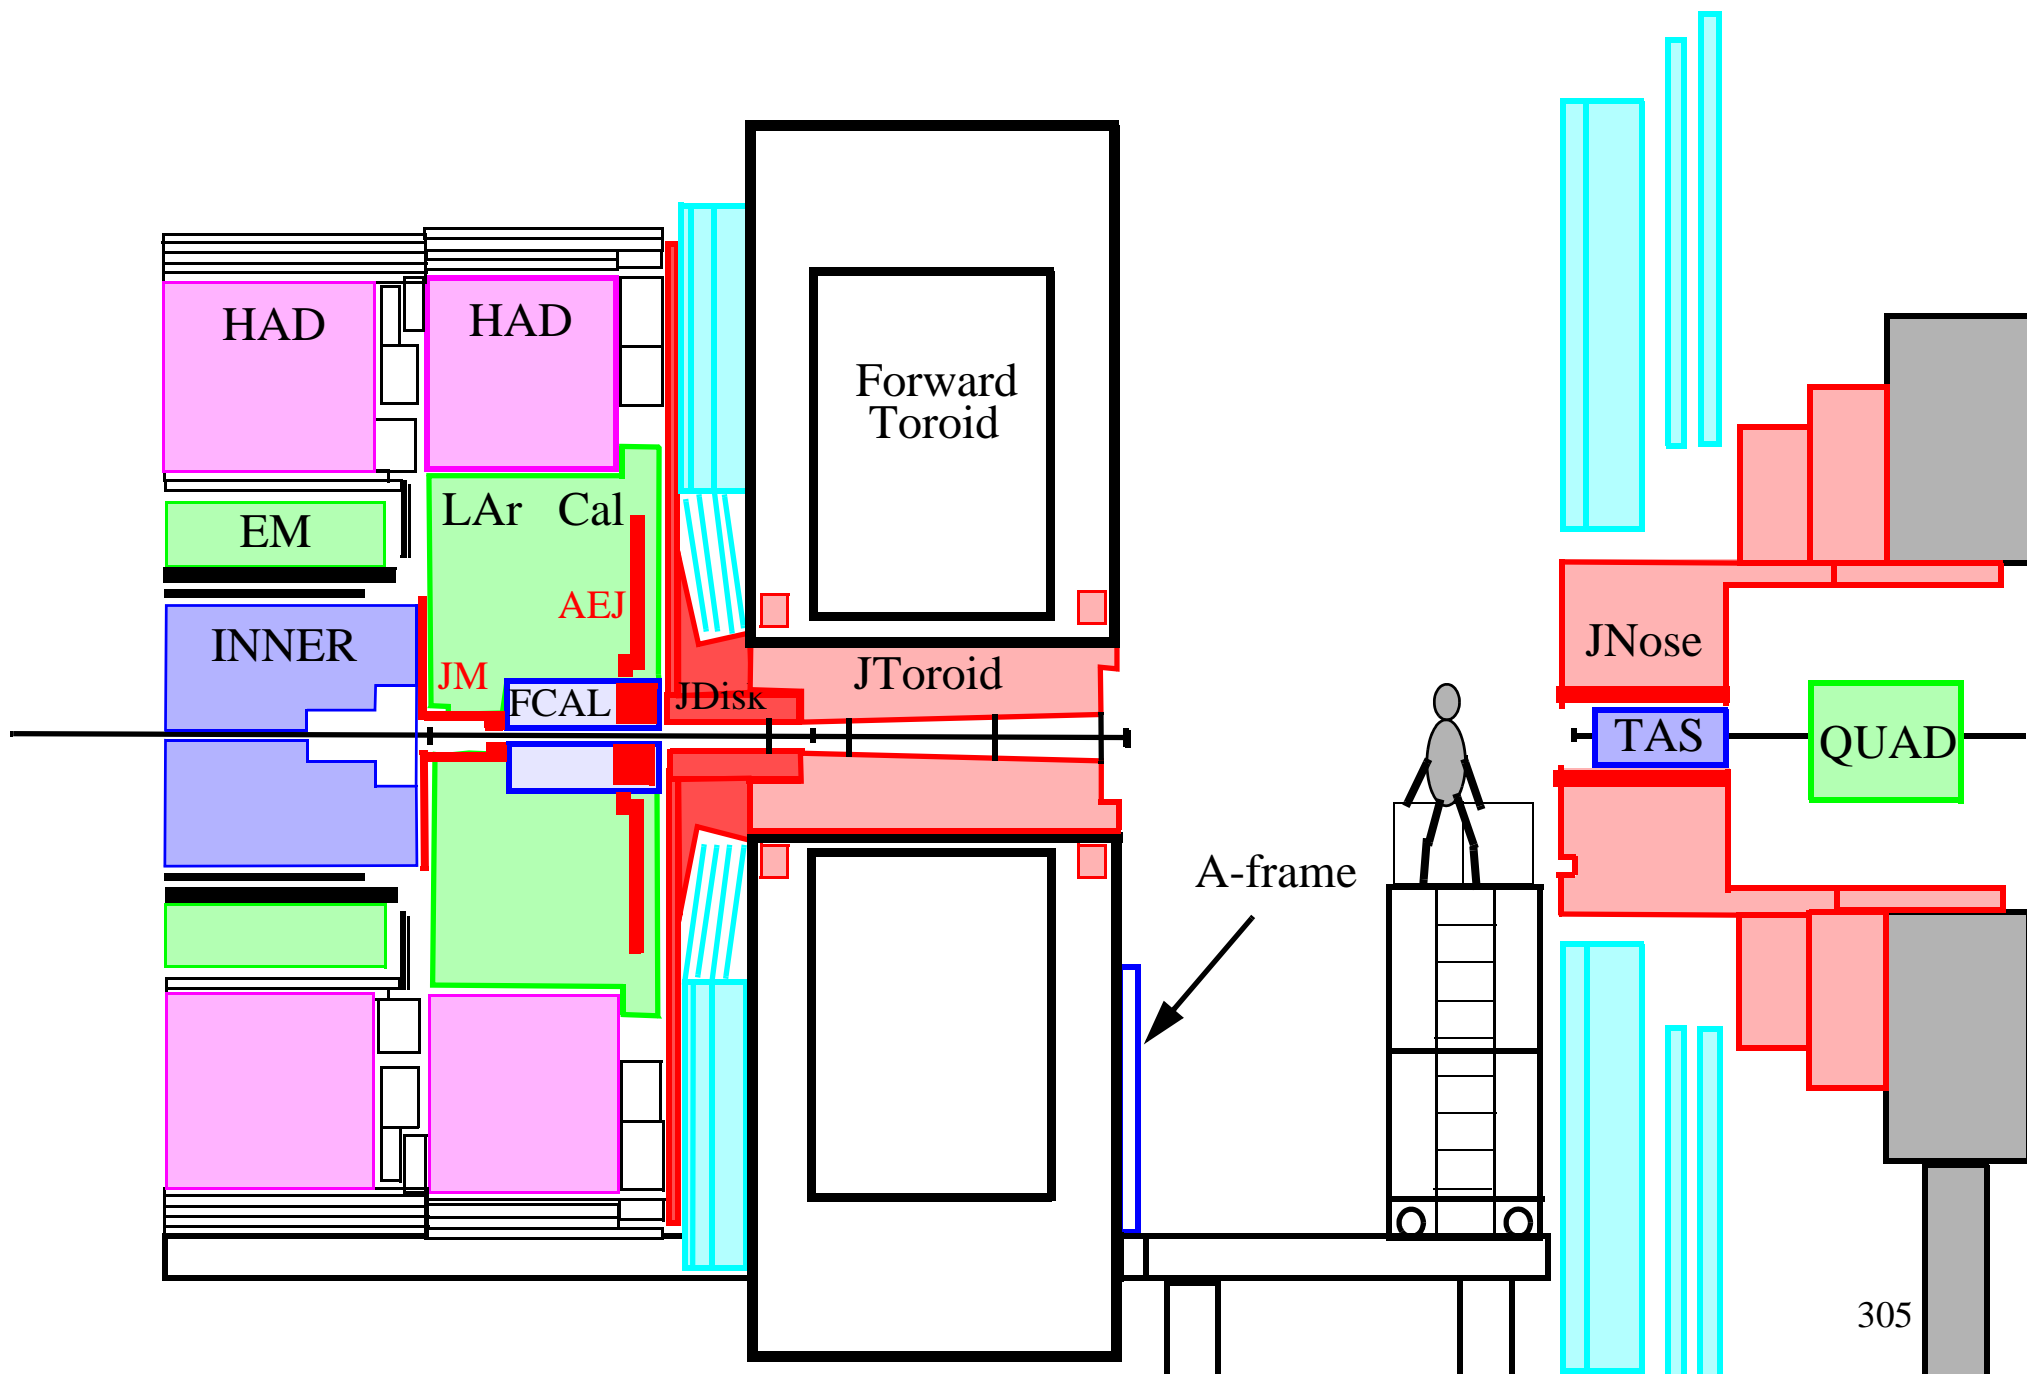 HAD
HAD
Forward
Toroid
LAr Cal
EM
AEJ
INNER
JM
FCAL
JDisk
JToroid
JNose
TAS
QUAD
A-frame
305